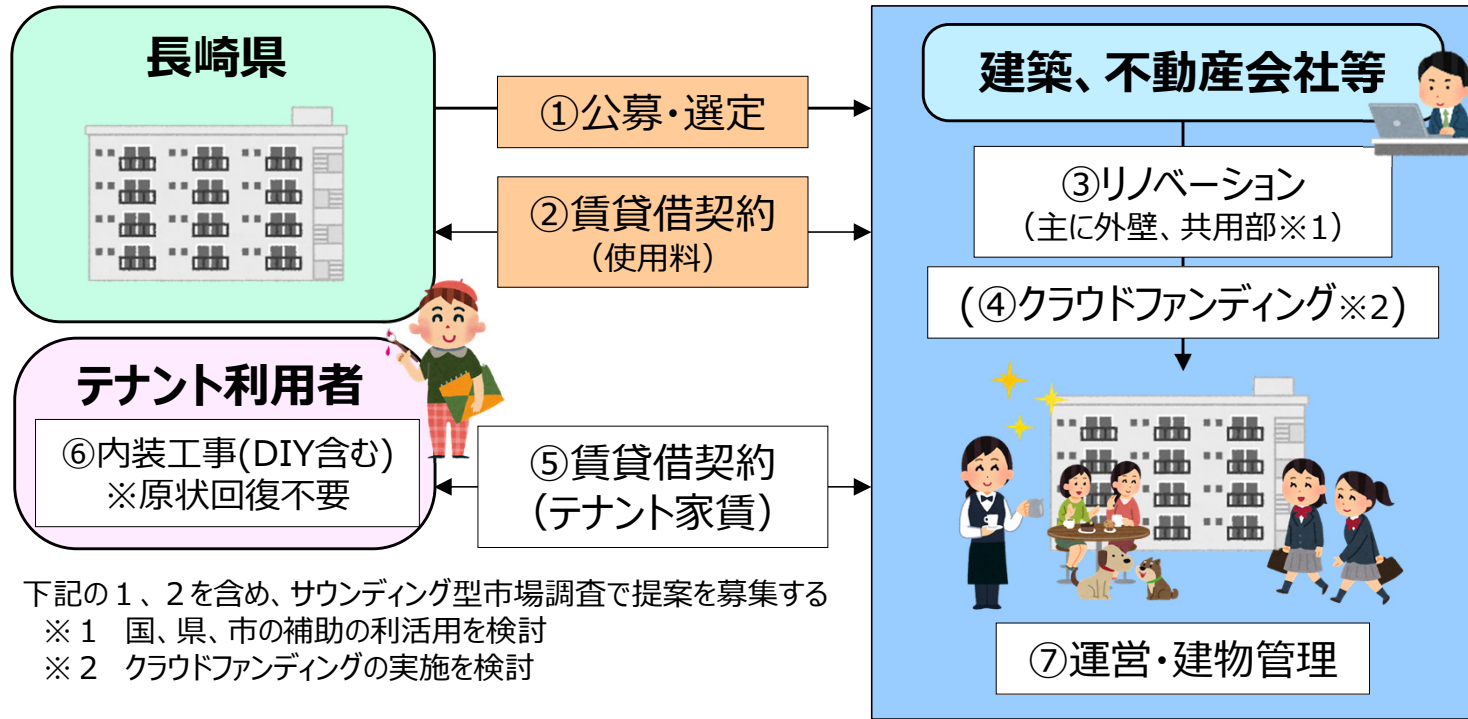 長崎県
①公募・選定
②賃貸借契約
（使用料）
建築、不動産会社等
③リノベーション
（主に外壁、共用部※1）
(④クラウドファンディング※2)
テナント利用者
⑥内装工事(DIY含む)
※原状回復不要
⑤賃貸借契約
（テナント家賃）
⑦運営・建物管理
下記の１、２を含め、サウンディング型市場調査で提案を募集する
※１　国、県、市の補助の利活用を検討
※２　クラウドファンディングの実施を検討